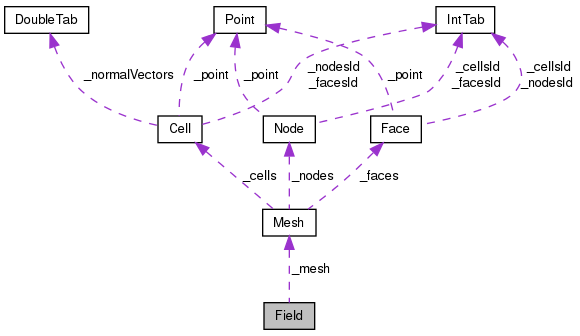 DoubleTab
Point
IntTab
_normalVectors
_point
_point
_nodesId
_facesId
_point
_cellsId
_facesId
_cellsId
_nodesId
Cell
Node
Face
_cells
_nodes
_faces
Mesh
_mesh
Field